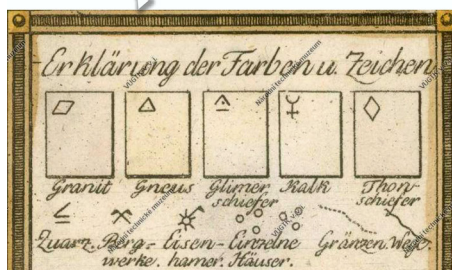 Erklärung der Farben u. Zeichen
Granit Gneus Glimer Kalk Thon-
schiefer schiefer
Quarz. Berg- Eisen- Einzelne Gränzen. Wege.
werke. hamer. Häuser.